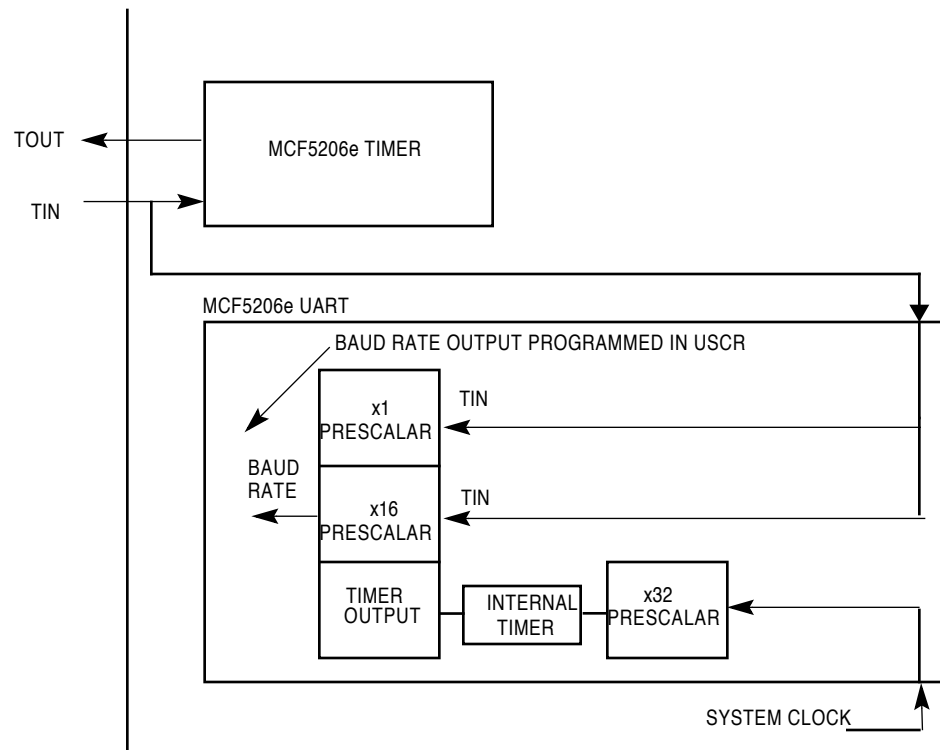 TOUT
MCF5206e TIMER
TIN
MCF5206e UART
BAUD RATE OUTPUT PROGRAMMED IN USCR
x1
PRESCALAR
TIN
BAUD
RATE
x16
PRESCALAR
TIN
TIMER
OUTPUT
INTERNAL
TIMER
x32
PRESCALAR
SYSTEM CLOCK